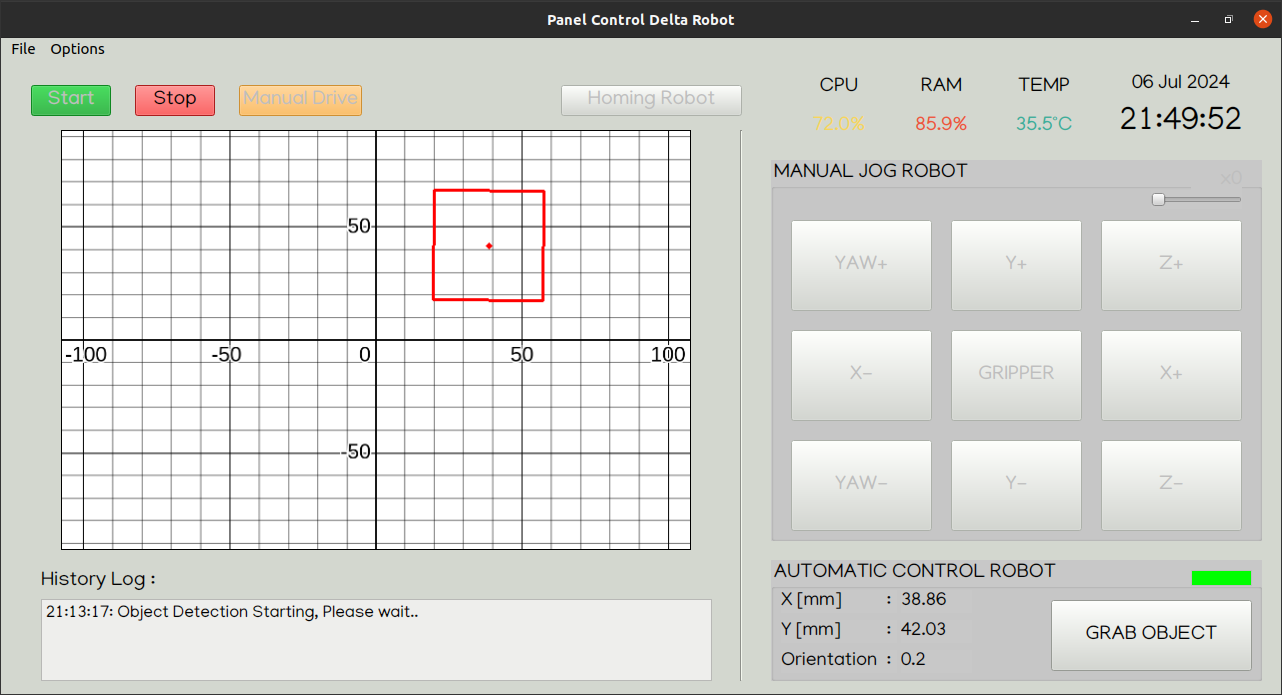 Panel Control Delta Robot
File Options
Start Stop Manual Drive Homing Robot
CPU RAM TEMP 06 Jul 2024
72.0% 85.9% 35.5°C 21:49:52
50
-100 -50 0 50 100
-50
MANUAL JOG ROBOT
x0
YAW+ Y+ Z+
X- GRIPPER X+
YAW- Y- Z-
History Log :
21:13:17: Object Detection Starting, Please wait..
AUTOMATIC CONTROL ROBOT
X [mm] : 38.86
Y [mm] : 42.03
Orientation : 0.2
GRAB OBJECT